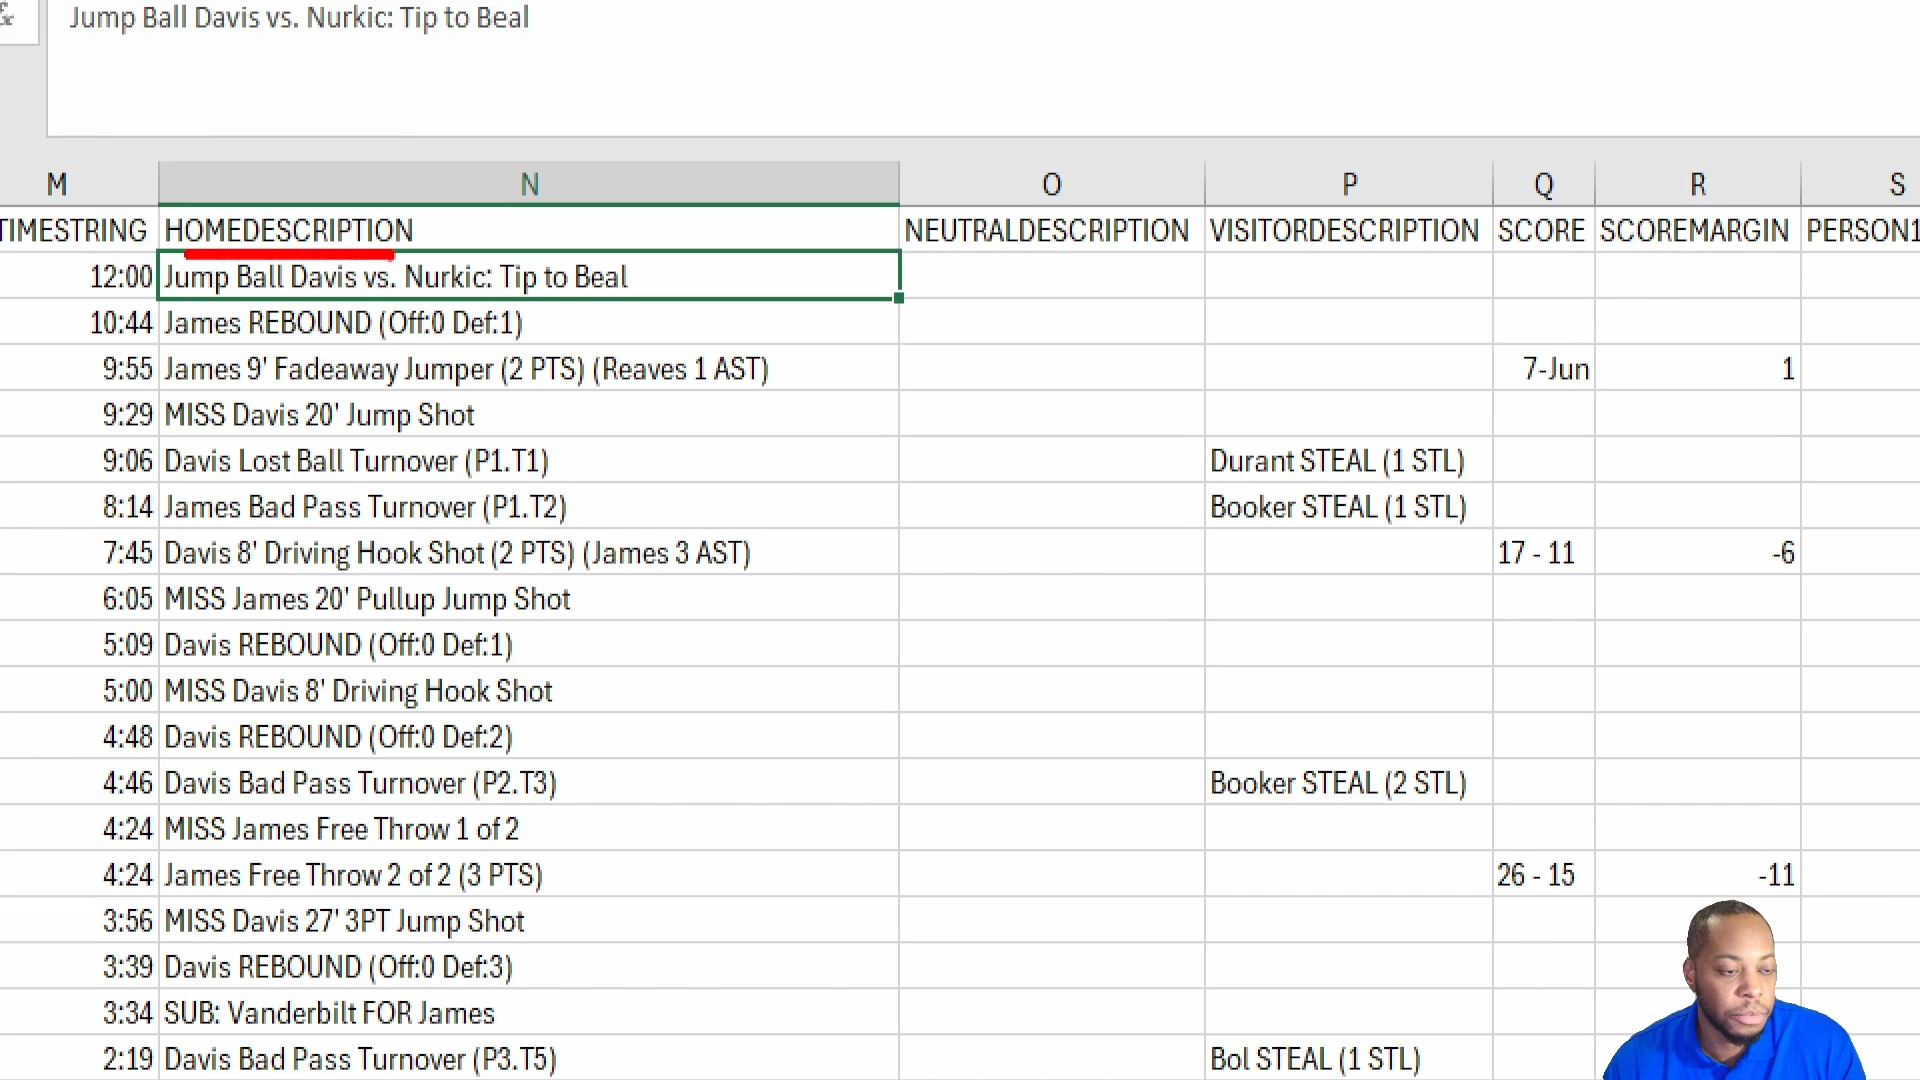 Jump Ball Davis vs. Nurkic: Tip to Beal
M N O P Q R S
TIMESTRING HOMEDESCRIPTION NEUTRALDESCRIPTION VISITORDESCRIPTION SCORE SCOREMARGIN PERSON1
12:00 Jump Ball Davis vs. Nurkic: Tip to Beal
10:44 James REBOUND (Off:0 Def:1)
9:55 James 9' Fadeaway Jumper (2 PTS) (Reaves 1 AST) 7-Jun 1
9:29 MISS Davis 20' Jump Shot
9:06 Davis Lost Ball Turnover (P1.T1) Durant STEAL (1 STL)
8:14 James Bad Pass Turnover (P1.T2) Booker STEAL (1 STL)
7:45 Davis 8' Driving Hook Shot (2 PTS) (James 3 AST) 17 - 11 -6
6:05 MISS James 20' Pullup Jump Shot
5:09 Davis REBOUND (Off:0 Def:1)
5:00 MISS Davis 8' Driving Hook Shot
4:48 Davis REBOUND (Off:0 Def:2)
4:46 Davis Bad Pass Turnover (P2.T3) Booker STEAL (2 STL)
4:24 MISS James Free Throw 1 of 2
4:24 James Free Throw 2 of 2 (3 PTS) 26 - 15 -11
3:56 MISS Davis 27' 3PT Jump Shot
3:39 Davis REBOUND (Off:0 Def:3)
3:34 SUB: Vanderbilt FOR James
2:19 Davis Bad Pass Turnover (P3.T5) Bol STEAL (1 STL)